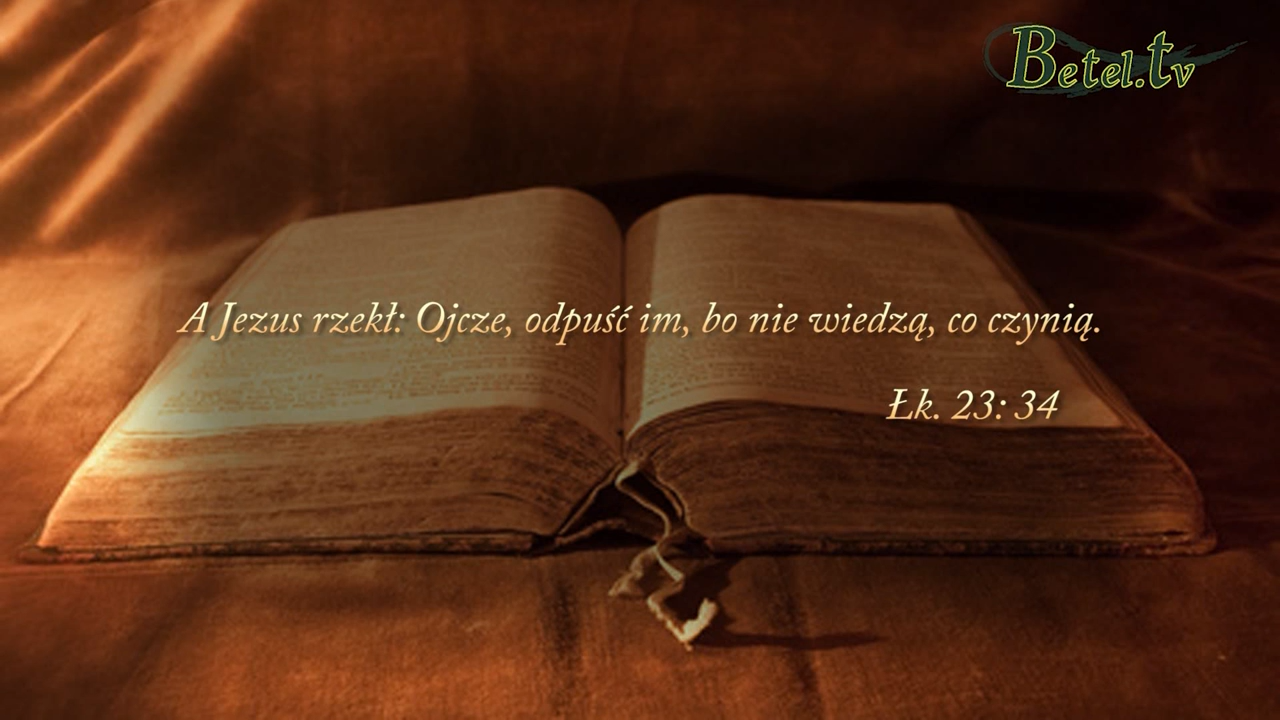 Betel.tv
A Jezus rzekł: Ojcze, odpuść im, bo nie wiedzą, co czynią.
Łk. 23: 34